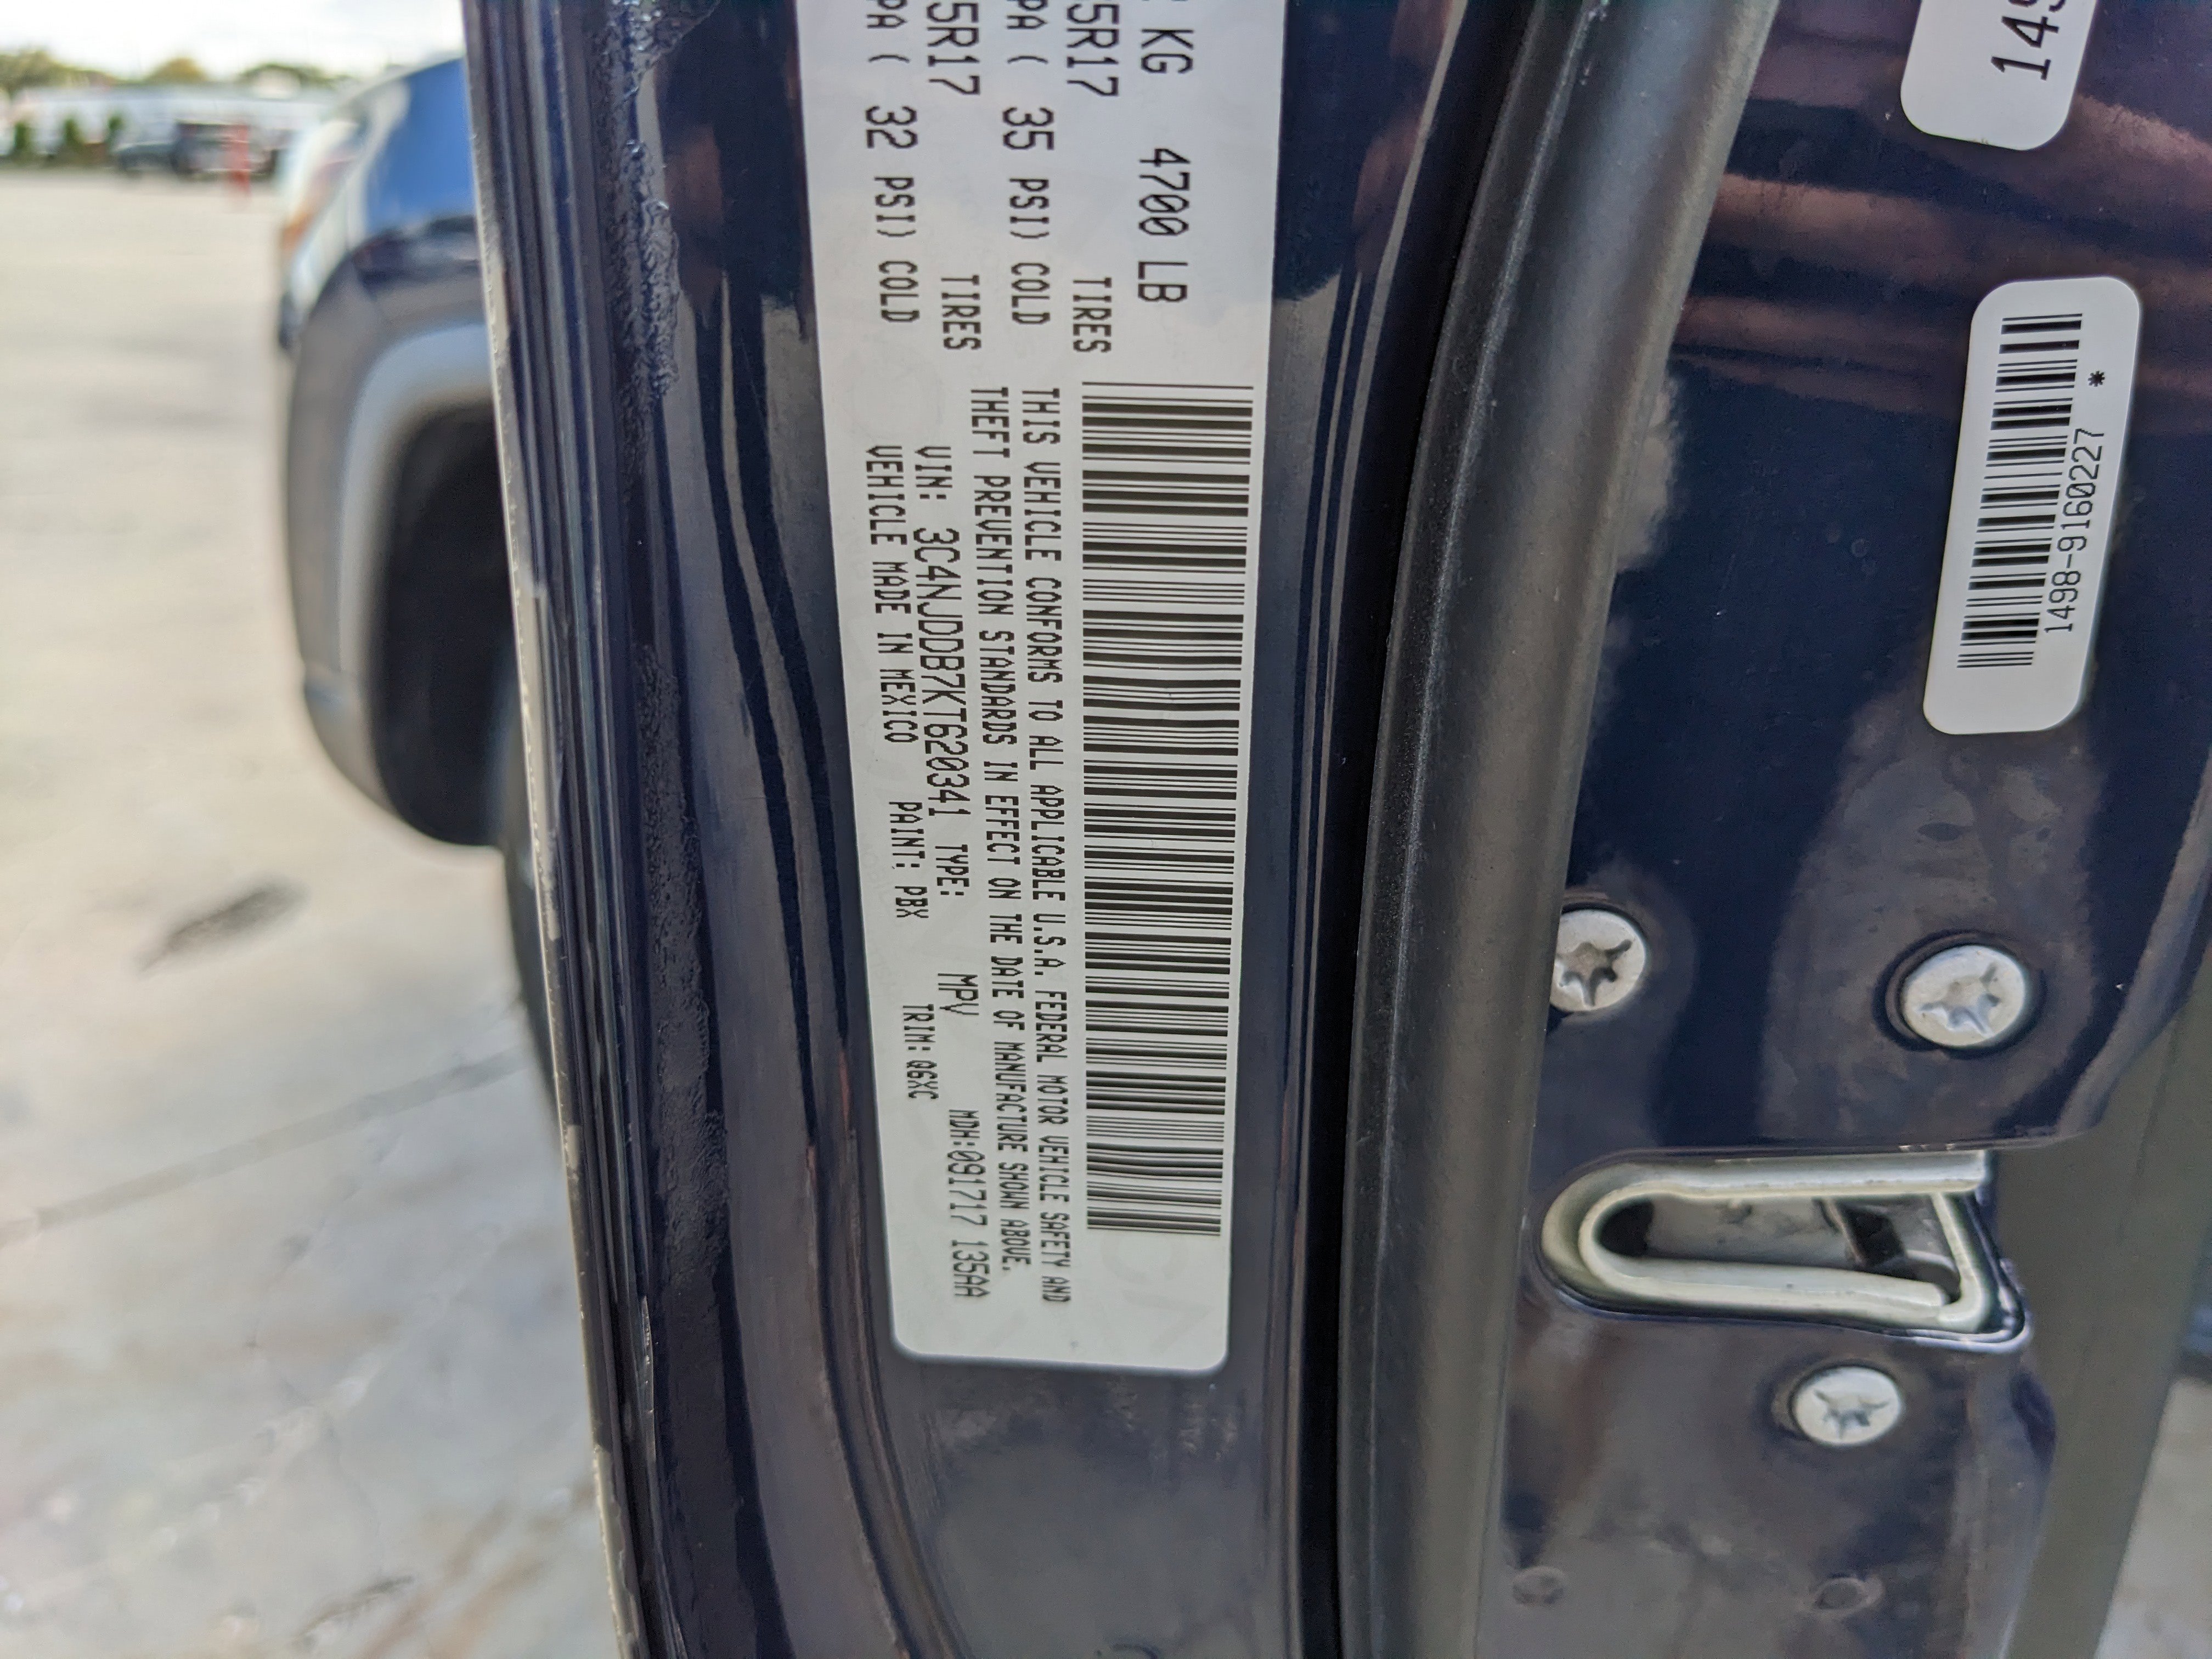 KG 4700 LB
5R17 TIRES
PA ( 35 PSI) COLD
5R17 TIRES
PA ( 32 PSI) COLD
THIS VEHICLE CONFORMS TO ALL APPLICABLE U.S.A. FEDERAL MOTOR VEHICLE SAFETY AND
THEFT PREVENTION STANDARDS IN EFFECT ON THE DATE OF MANUFACTURE SHOWN ABOVE.
VIN: 3C4NJDDB7KT620341 TYPE: MPV MDH:091717 135AA
VEHICLE MADE IN MEXICO PAINT: PBX TRIM: Q6XC
149
1498-9160227 *